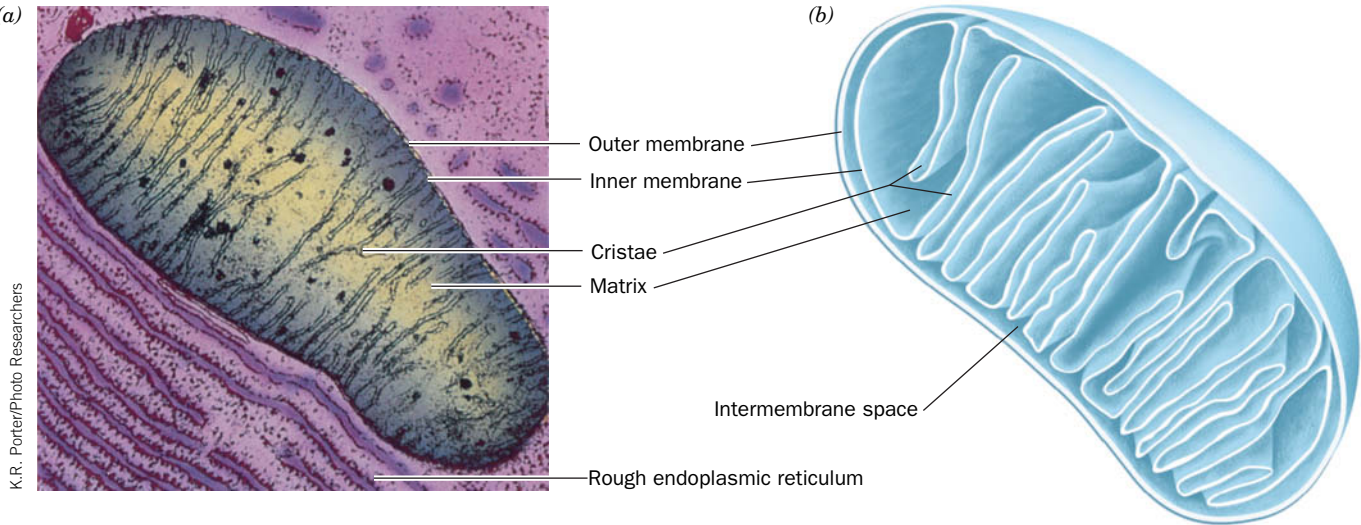 (a)
(b)
Outer membrane
Inner membrane
Cristae
Matrix
Intermembrane space
Rough endoplasmic reticulum
K.R. Porter/Photo Researchers